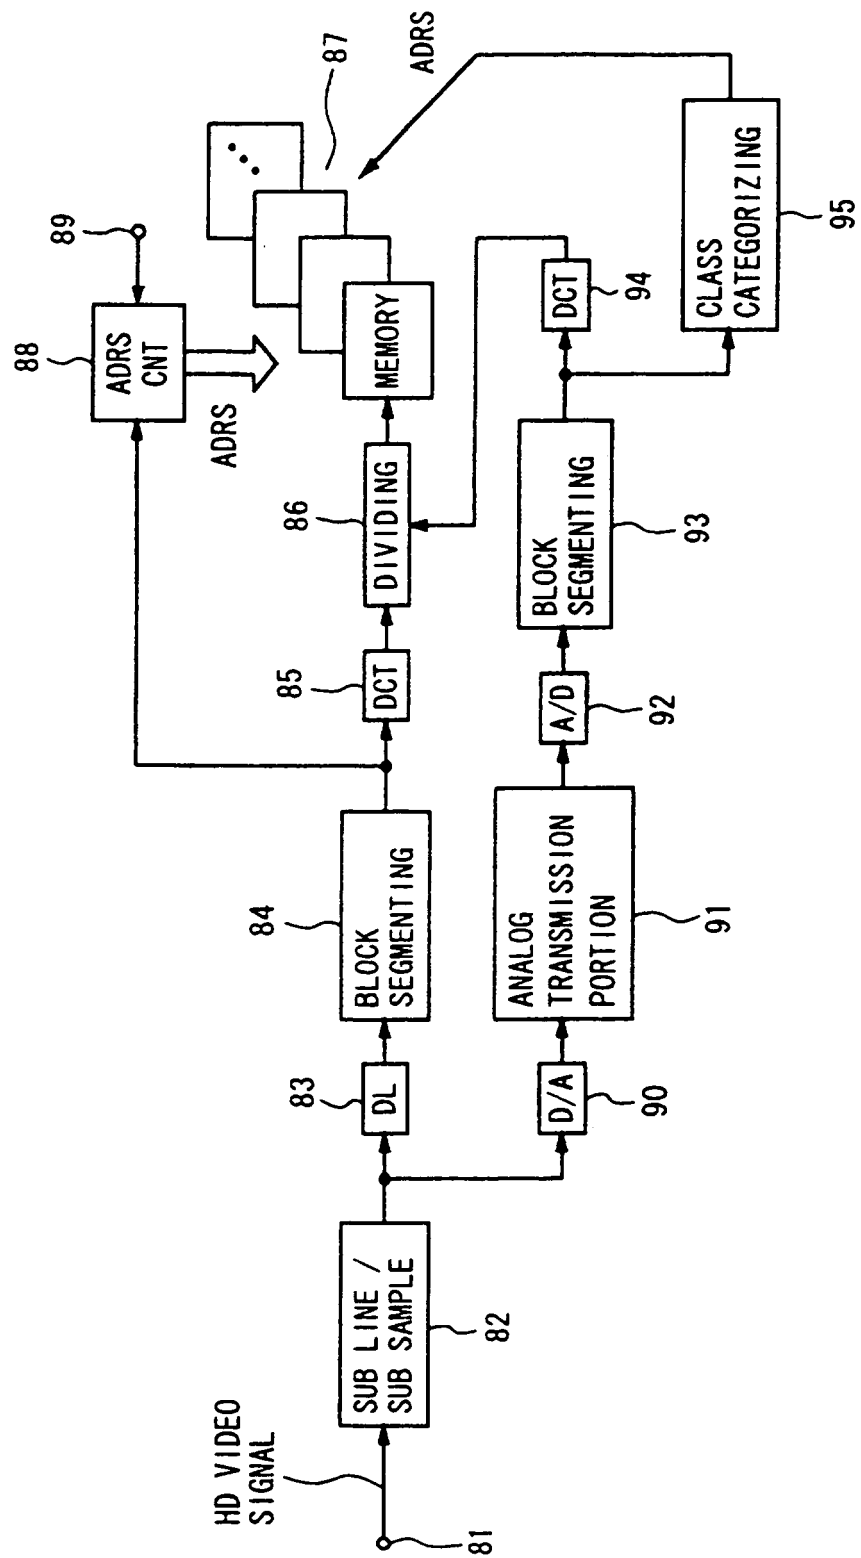 HD VIDEO
SIGNAL
81
SUB LINE /
SUB SAMPLE
82
83
DL
84
BLOCK
SEGMENTING
85
DCT
86
DIVIDING
MEMORY
87
88
ADRS
CNT
89
ADRS
D/A
90
ANALOG
TRANSMISSION
PORTION
91
A/D
92
BLOCK
SEGMENTING
93
DCT
94
CLASS
CATEGORIZING
95
ADRS